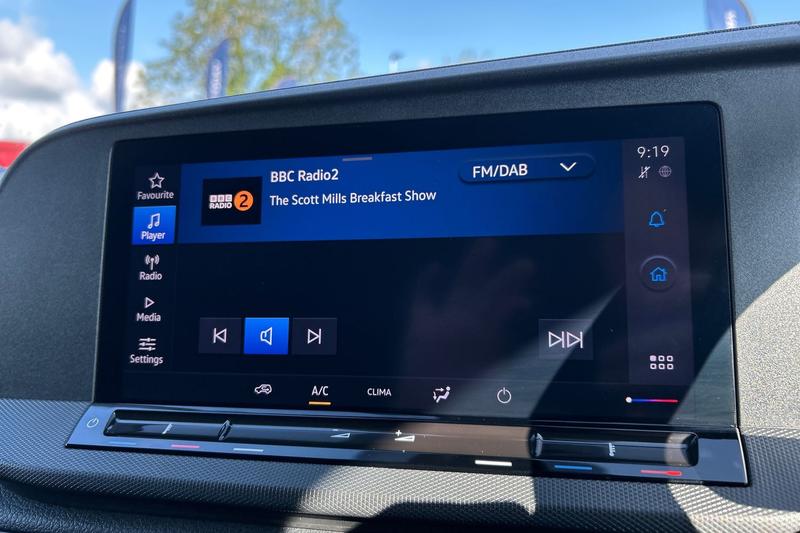 BBC Radio2
The Scott Mills Breakfast Show
BBC
RADIO 2
FM/DAB
9:19
Favourite
Player
Radio
Media
Settings
A/C
CLIMA